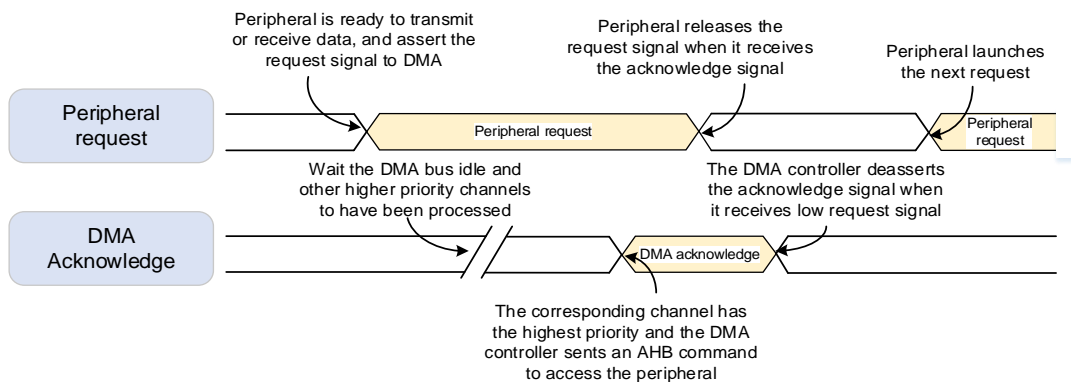 Peripheral is ready to transmit
or receive data, and assert the
request signal to DMA
Peripheral releases the
request signal when it receives
the acknowledge signal
Peripheral launches
the next request
Peripheral
request
Peripheral request
Peripheral
request
Wait the DMA bus idle and
other higher priority channels
to have been processed
The DMA controller deasserts
the acknowledge signal when
it receives low request signal
DMA
Acknowledge
DMA acknowledge
The corresponding channel has
the highest priority and the DMA
controller sents an AHB command
to access the peripheral